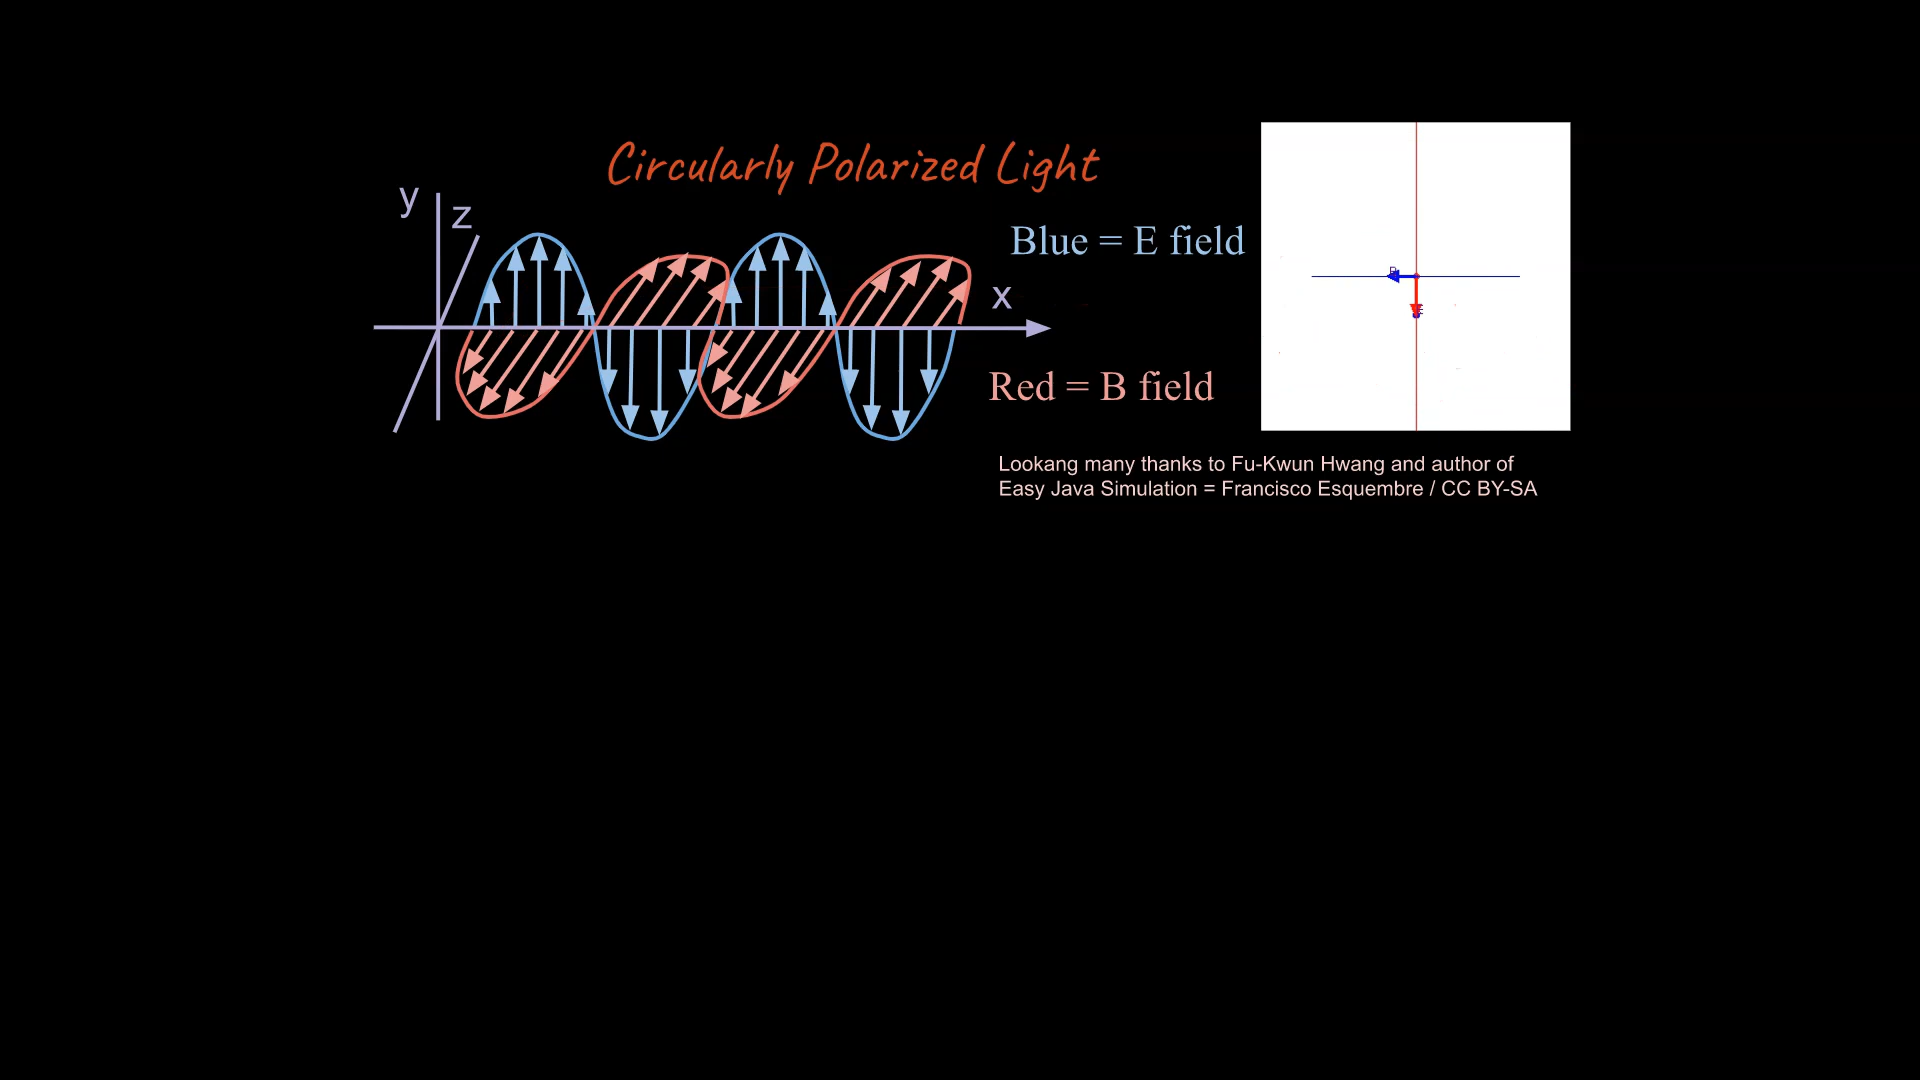 Circularly Polarized Light
y
z
Blue = E field
x
Red = B field
Lookang many thanks to Fu-Kwun Hwang and author of
Easy Java Simulation = Francisco Esquembre / CC BY-SA